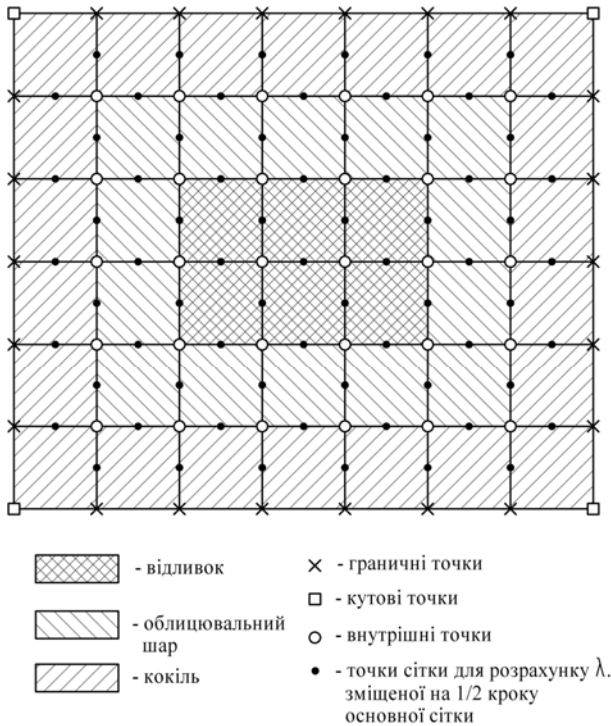 - відливок
- облицювальний
шар
- кокіль
- граничні точки
- кутові точки
- внутрішні точки
- точки сітки для розрахунку λ.
зміщеної на 1/2 кроку
основної сітки